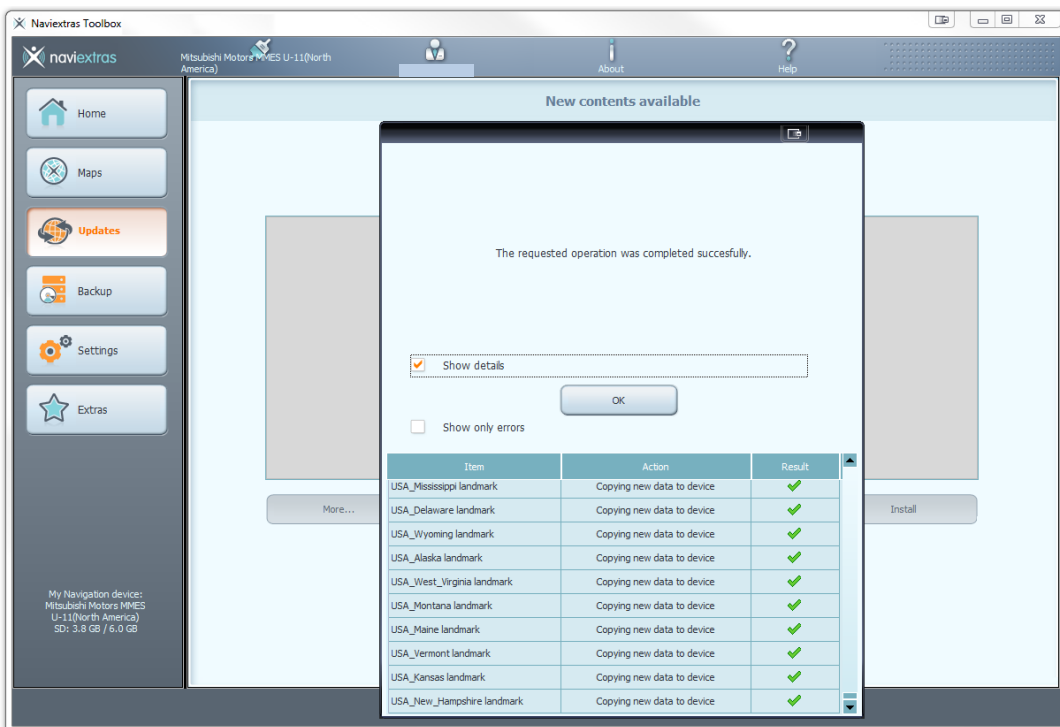 Naviextras Toolbox
naviextras
Mitsubishi Motors MMES U-11(North
America)
About
Help
Home
Maps
Updates
Backup
Settings
Extras
My Navigation device:
Mitsubishi Motors MMES
U-11(North America)
SD: 3.8 GB / 6.0 GB
New contents available
More...
Install
The requested operation was completed succesfully.
Show details
OK
Show only errors
Item Action Result
USA_Mississippi landmark Copying new data to device
USA_Delaware landmark Copying new data to device
USA_Wyoming landmark Copying new data to device
USA_Alaska landmark Copying new data to device
USA_West_Virginia landmark Copying new data to device
USA_Montana landmark Copying new data to device
USA_Maine landmark Copying new data to device
USA_Vermont landmark Copying new data to device
USA_Kansas landmark Copying new data to device
USA_New_Hampshire landmark Copying new data to device